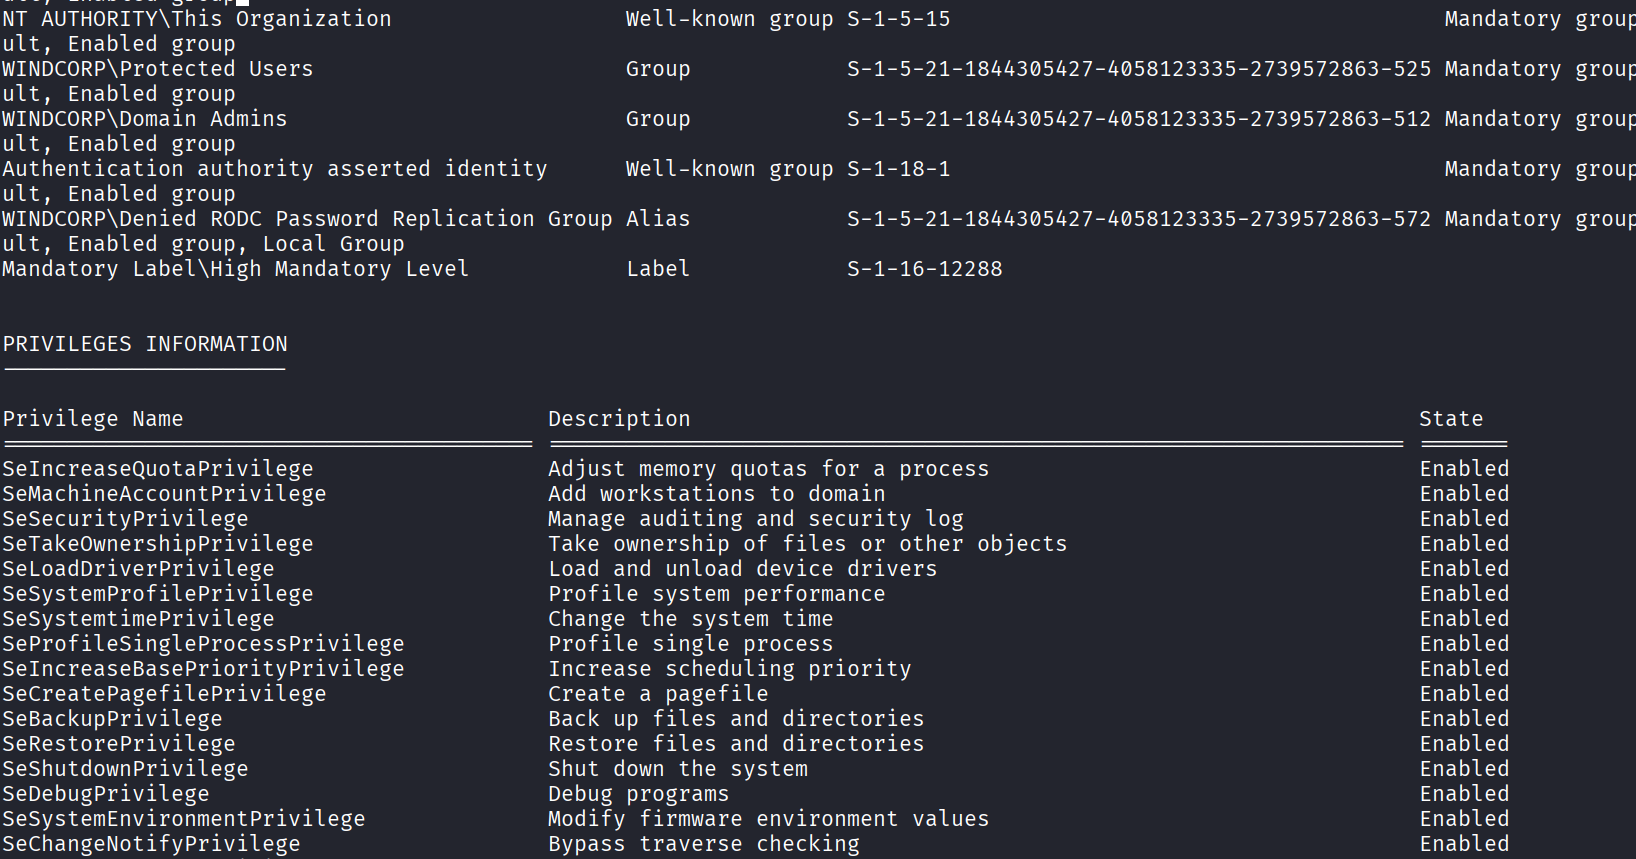 ult, Enabled group
NT AUTHORITY\This Organization Well-known group S-1-5-15 Mandatory group
ult, Enabled group
WINDCORP\Protected Users Group S-1-5-21-1844305427-4058123335-2739572863-525 Mandatory group
ult, Enabled group
WINDCORP\Domain Admins Group S-1-5-21-1844305427-4058123335-2739572863-512 Mandatory group
ult, Enabled group
Authentication authority asserted identity Well-known group S-1-18-1 Mandatory group
ult, Enabled group
WINDCORP\Denied RODC Password Replication Group Alias S-1-5-21-1844305427-4058123335-2739572863-572 Mandatory group
ult, Enabled group, Local Group
Mandatory Label\High Mandatory Level Label S-1-16-12288
PRIVILEGES INFORMATION
Privilege Name Description State
SeIncreaseQuotaPrivilege Adjust memory quotas for a process Enabled
SeMachineAccountPrivilege Add workstations to domain Enabled
SeSecurityPrivilege Manage auditing and security log Enabled
SeTakeOwnershipPrivilege Take ownership of files or other objects Enabled
SeLoadDriverPrivilege Load and unload device drivers Enabled
SeSystemProfilePrivilege Profile system performance Enabled
SeSystemtimePrivilege Change the system time Enabled
SeProfileSingleProcessPrivilege Profile single process Enabled
SeIncreaseBasePriorityPrivilege Increase scheduling priority Enabled
SeCreatePagefilePrivilege Create a pagefile Enabled
SeBackupPrivilege Back up files and directories Enabled
SeRestorePrivilege Restore files and directories Enabled
SeShutdownPrivilege Shut down the system Enabled
SeDebugPrivilege Debug programs Enabled
SeSystemEnvironmentPrivilege Modify firmware environment values Enabled
SeChangeNotifyPrivilege Bypass traverse checking Enabled